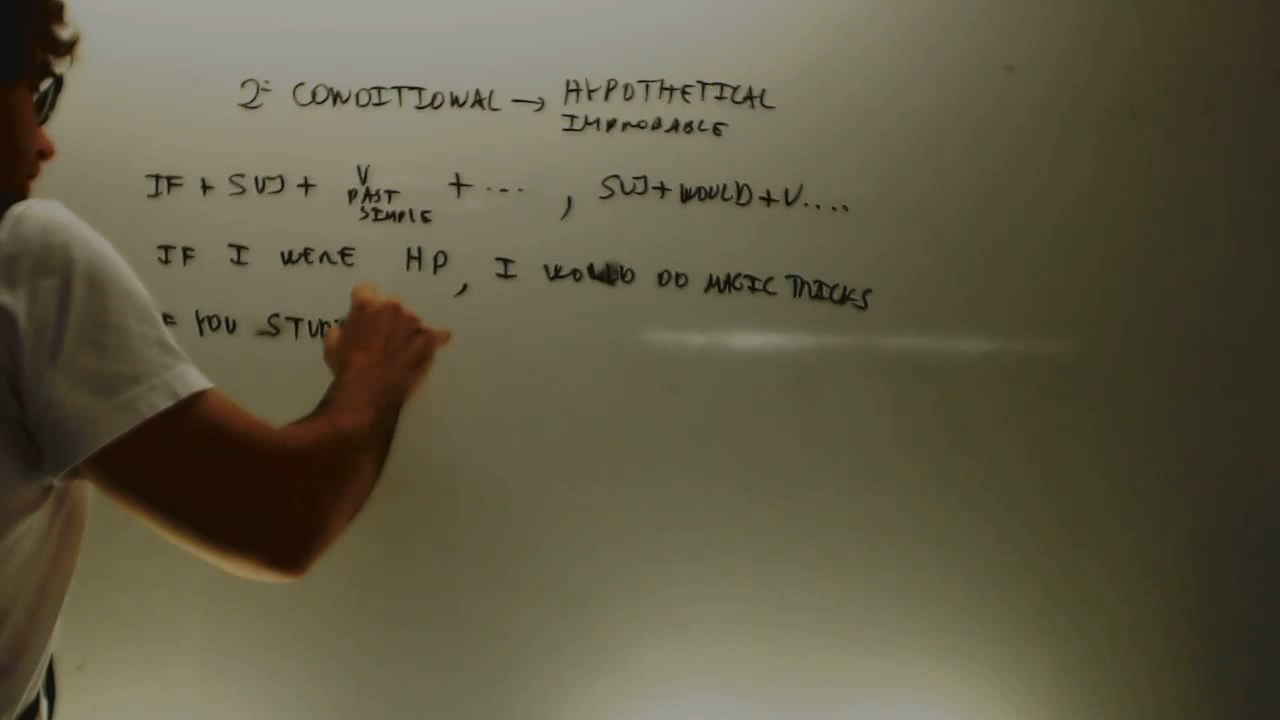 2º CONDITIONAL → HYPOTHETICAL
IMPROBABLE
IF + SUJ + V PAST SIMPLE + ... , SUJ + WOULD + V....
IF I WERE HP, I WOULD DO MAGIC TRICKS
YOU